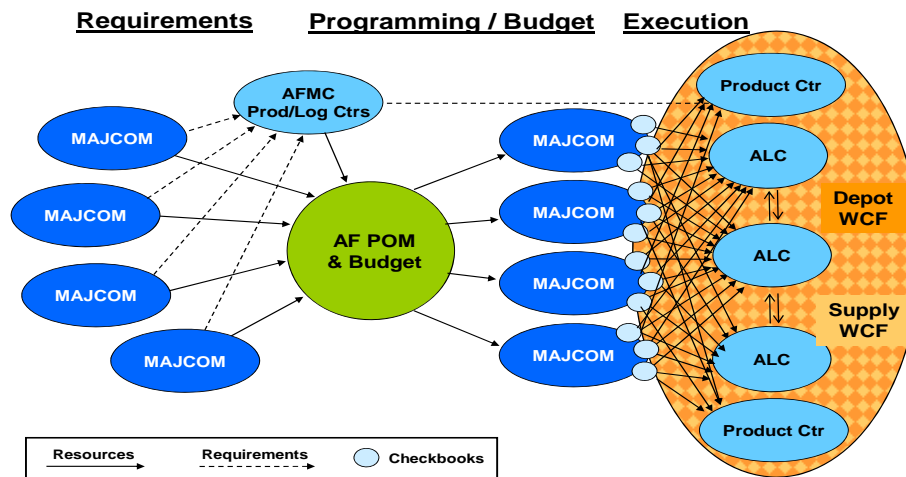 Requirements
Programming / Budget
Execution
AFMC
Prod/Log Ctrs
MAJCOM
MAJCOM
MAJCOM
MAJCOM
AF POM
& Budget
MAJCOM
MAJCOM
MAJCOM
MAJCOM
Product Ctr
ALC
Depot
WCF
ALC
Supply
WCF
ALC
Product Ctr
Resources
Requirements
Checkbooks